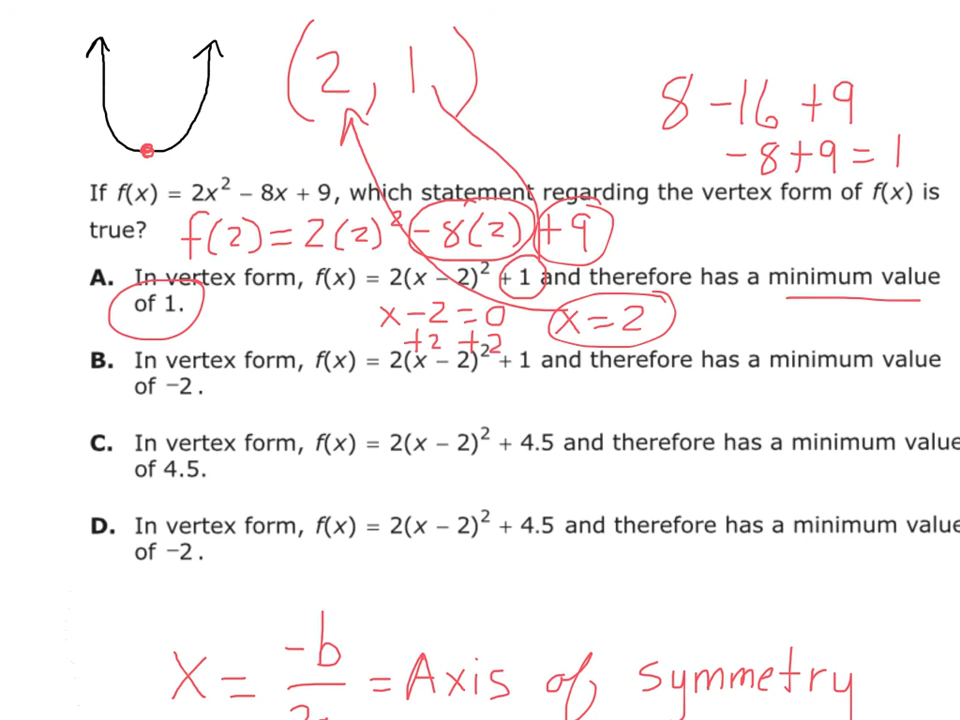 (2, 1)
8 - 16 + 9
- 8 + 9 = 1
If f(x) = 2x² − 8x + 9, which statement regarding the vertex form of f(x) is
true?
f(2) = 2(2)² - 8(2) + 9
A. In vertex form, f(x) = 2(x − 2)² + 1 and therefore has a minimum value
of 1.
x - 2 = 0
x = 2
+2 +2
B. In vertex form, f(x) = 2(x − 2)² + 1 and therefore has a minimum value
of −2.
C. In vertex form, f(x) = 2(x − 2)² + 4.5 and therefore has a minimum value
of 4.5.
D. In vertex form, f(x) = 2(x − 2)² + 4.5 and therefore has a minimum value
of −2.
-b
X = = Axis of symmetry